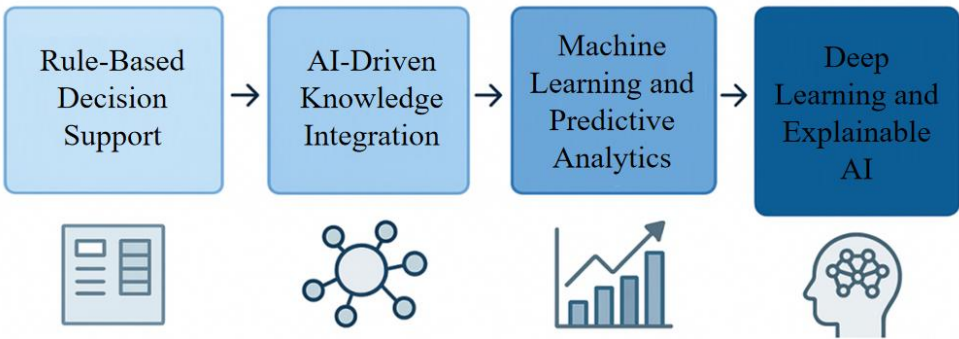 Rule-Based
Decision
Support
AI-Driven
Knowledge
Integration
Machine
Learning and
Predictive
Analytics
Deep
Learning and
Explainable
AI